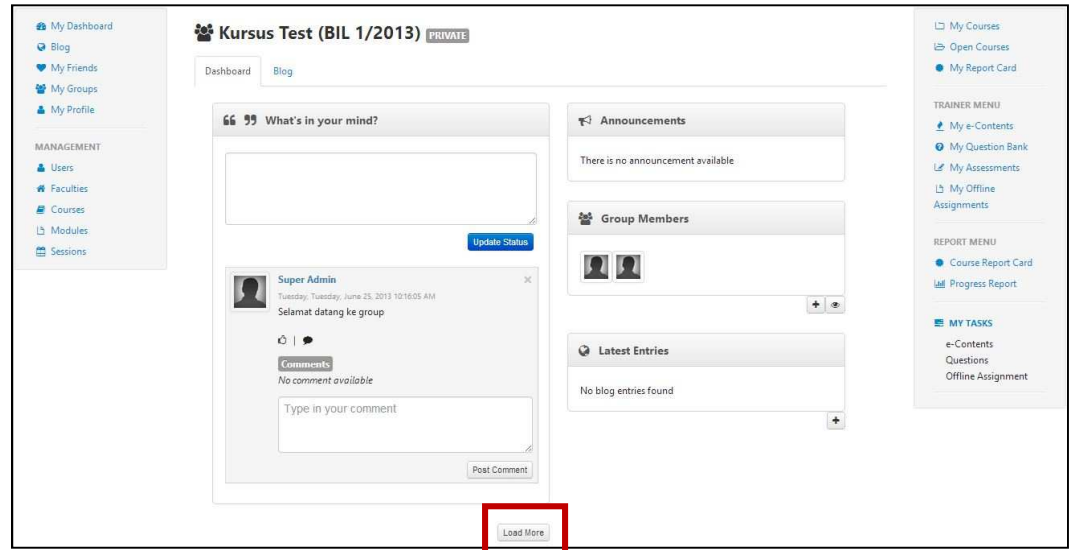 My Dashboard
Blog
My Friends
My Groups
My Profile
MANAGEMENT
Users
Faculties
Courses
Modules
Sessions
Kursus Test (BIL 1/2013) PRIVATE
Dashboard Blog
What's in your mind?
Update Status
Super Admin
Tuesday, Tuesday, June 25, 2013 10:16:05 AM
Selamat datang ke group
|
Comments
No comment available
Type in your comment
Post Comment
Load More
Announcements
There is no announcement available
Group Members
Latest Entries
No blog entries found
My Courses
Open Courses
My Report Card
TRAINER MENU
My e-Contents
My Question Bank
My Assessments
My Offline
Assignments
REPORT MENU
Course Report Card
Progress Report
MY TASKS
e-Contents
Questions
Offline Assignment